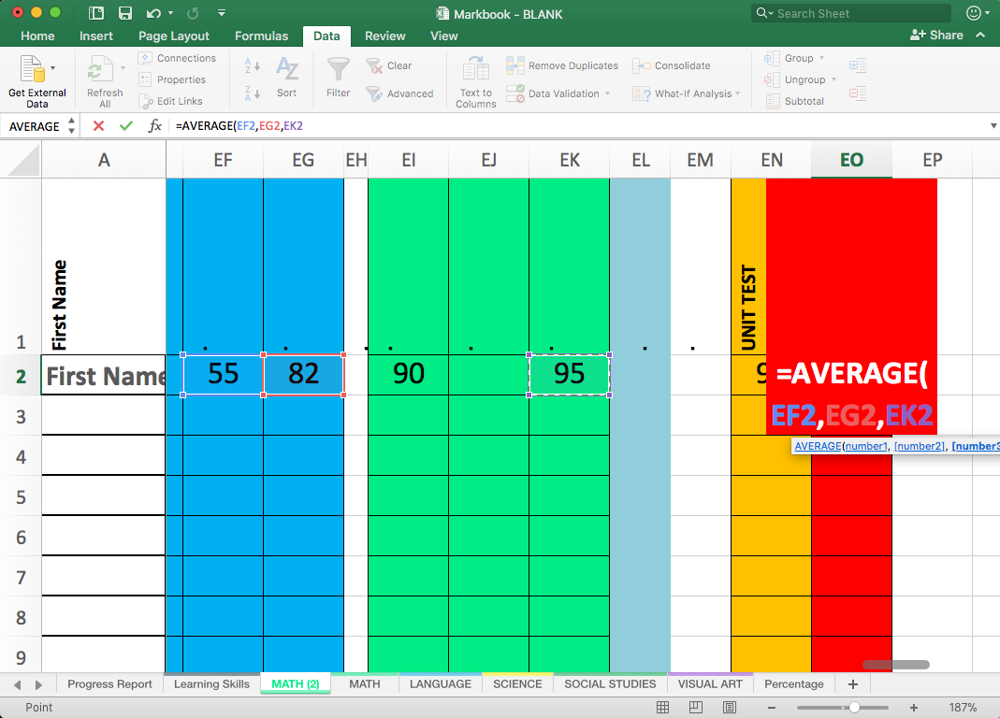 Markbook - BLANK
Search Sheet
Home Insert Page Layout Formulas Data Review View Share
Get External Data
Refresh All
Connections
Properties
Edit Links
Sort
Filter
Clear
Advanced
Text to Columns
Remove Duplicates
Data Validation
Consolidate
What-If Analysis
Group
Ungroup
Subtotal
AVERAGE fx =AVERAGE(EF2,EG2,EK2
A EF EG EH EI EJ EK EL EM EN EO EP
1 First Name . . . . . . . . UNIT TEST
2 First Name 55 82 90 95 9 =AVERAGE(
EF2,EG2,EK2
AVERAGE(number1, [number2], [number3
3
4
5
6
7
8
9
Progress Report Learning Skills MATH (2) MATH LANGUAGE SCIENCE SOCIAL STUDIES VISUAL ART Percentage +
Point 187%